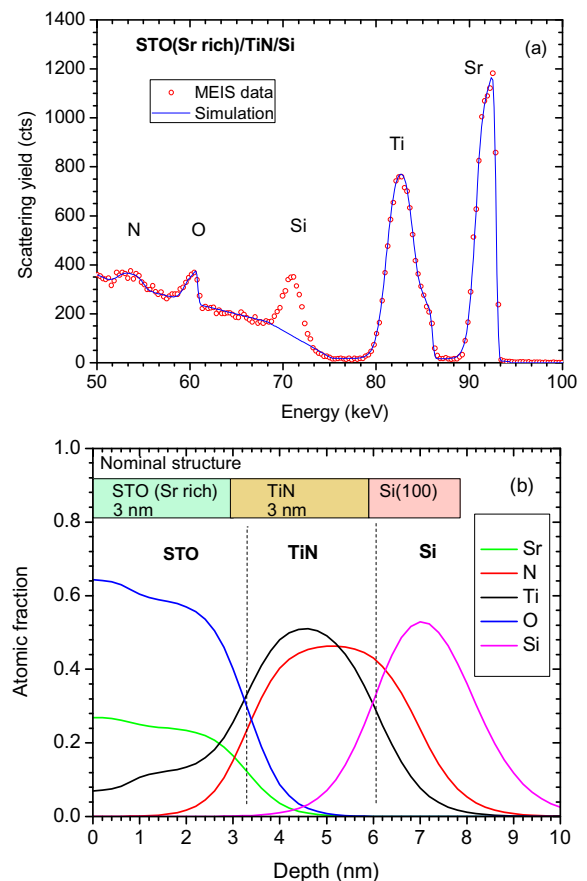 STO(Sr rich)/TiN/Si
(a)
MEIS data
Simulation
Sr
Ti
N
O
Si
1400
1200
1000
800
600
400
200
0
Scattering yield (cts)
50 60 70 80 90 100
Energy (keV)
Nominal structure
(b)
STO (Sr rich)
3 nm
TiN
3 nm
Si(100)
STO TiN Si
Sr
N
Ti
O
Si
1.0
0.8
0.6
0.4
0.2
0.0
Atomic fraction
0 1 2 3 4 5 6 7 8 9 10
Depth (nm)